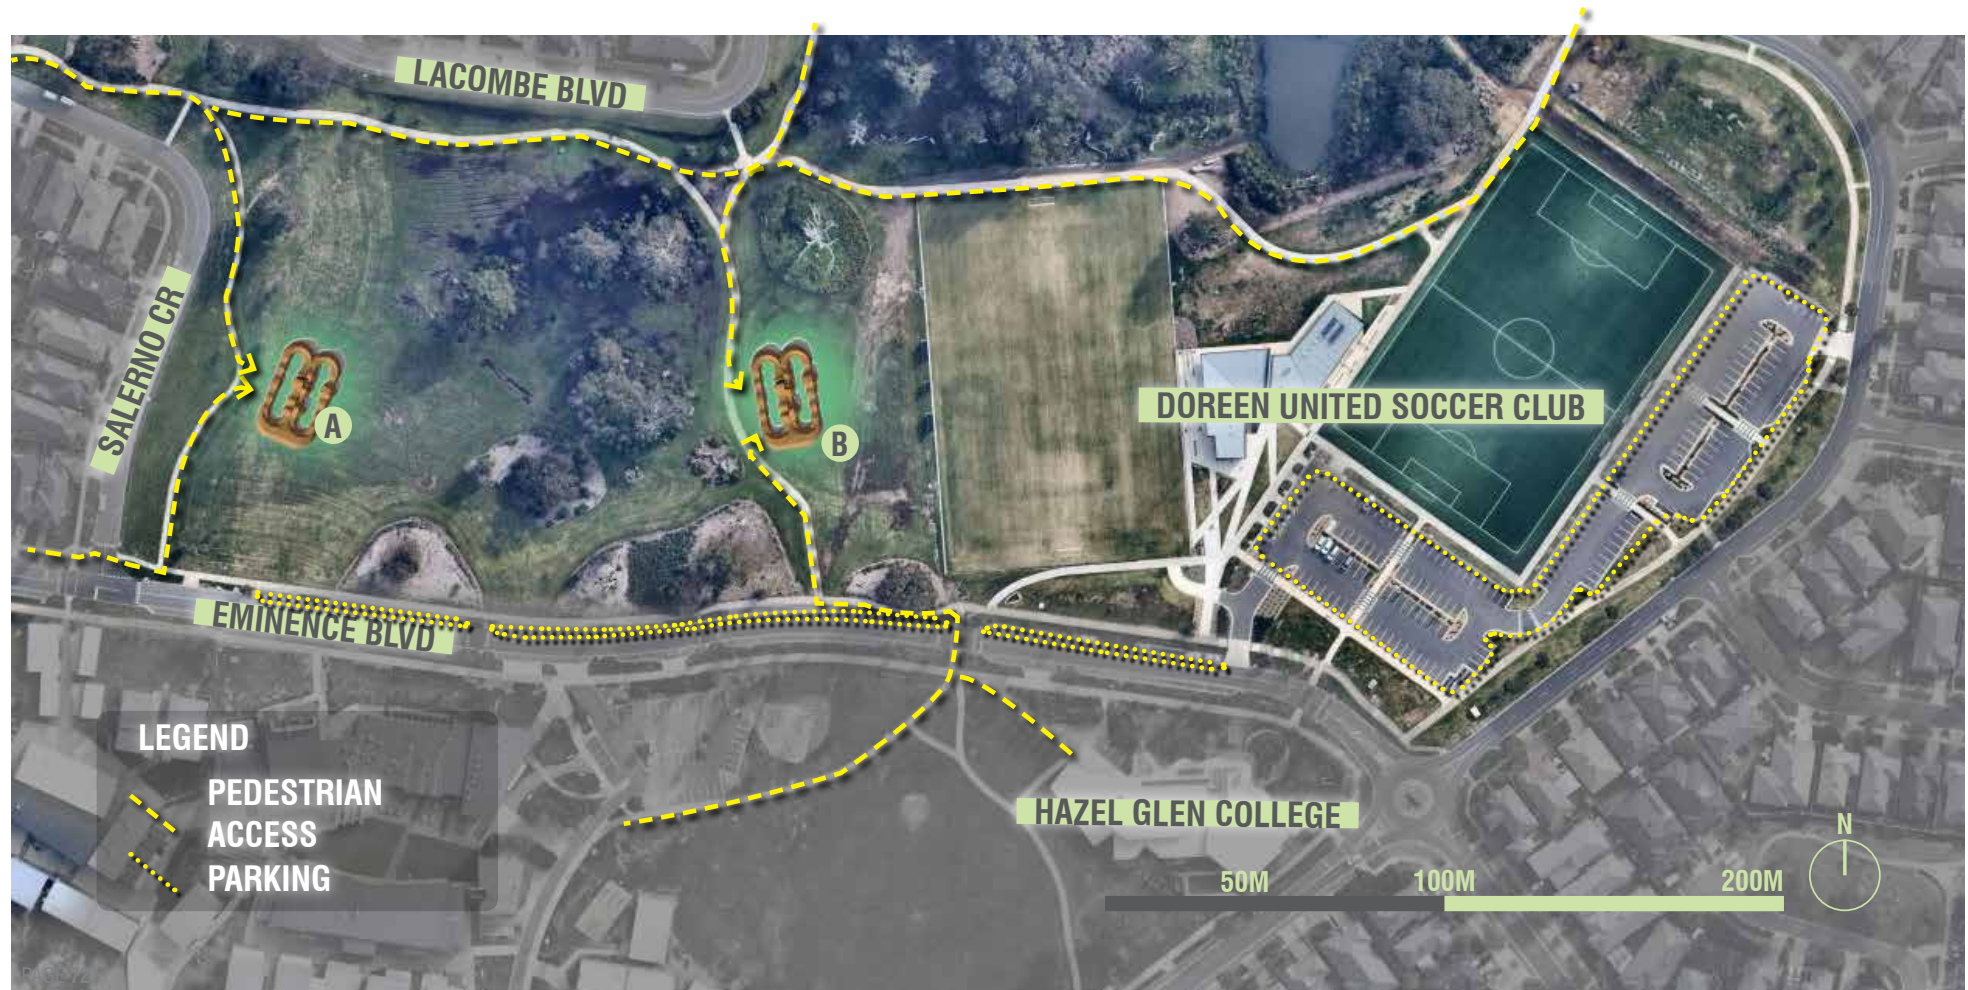 LACOMBE BLVD
SALERNO CR
A
B
DOREEN UNITED SOCCER CLUB
EMINENCE BLVD
LEGEND
PEDESTRIAN
ACCESS
PARKING
HAZEL GLEN COLLEGE
50M 100M 200M
N